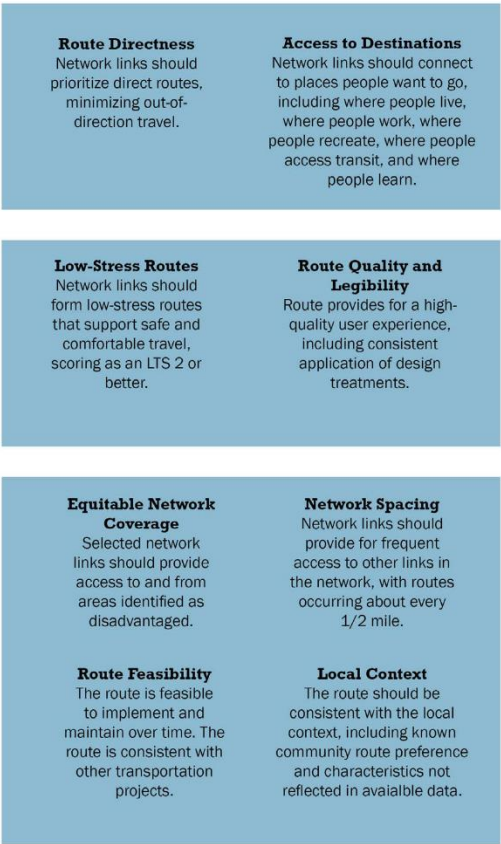 Route Directness
Network links should
prioritize direct routes,
minimizing out-of-
direction travel.
Access to Destinations
Network links should connect
to places people want to go,
including where people live,
where people work, where
people recreate, where people
access transit, and where
people learn.
Low-Stress Routes
Network links should
form low-stress routes
that support safe and
comfortable travel,
scoring as an LTS 2 or
better.
Route Quality and
Legibility
Route provides for a high-
quality user experience,
including consistent
application of design
treatments.
Equitable Network
Coverage
Selected network
links should provide
access to and from
areas identified as
disadvantaged.
Network Spacing
Network links should
provide for frequent
access to other links in
the network, with routes
occurring about every
1/2 mile.
Route Feasibility
The route is feasible
to implement and
maintain over time. The
route is consistent with
other transportation
projects.
Local Context
The route should be
consistent with the local
context, including known
community route preference
and characteristics not
reflected in avaialble data.